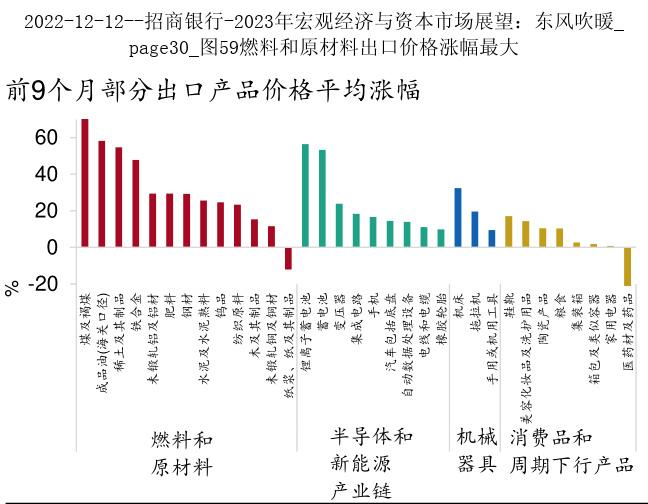 2022-12-12--招商银行-2023年宏观经济与资本市场展望：东风吹暖_
page30_图59燃料和原材料出口价格涨幅最大
前9个月部分出口产品价格平均涨幅
60
40
20
0
-20
%
煤及褐煤
成品油(海关口径)
稀土及其制品
铁合金
未锻轧铝及铝材
肥料
钢材
水泥及水泥熟料
钨品
纺织原料
木及其制品
未锻轧铜及铜材
纸浆、纸及其制品
锂离子蓄电池
蓄电池
变压器
集成电路
手机
汽车包括底盘
自动数据处理设备
电线和电缆
橡胶轮胎
机床
拖拉机
手用或机用工具
鞋靴
美容化妆品及洗护用品
陶瓷产品
粮食
集装箱
箱包及类似容器
家用电器
医药材及药品
燃料和
原材料
半导体和
新能源
产业链
机械
器具
消费品和
周期下行产品